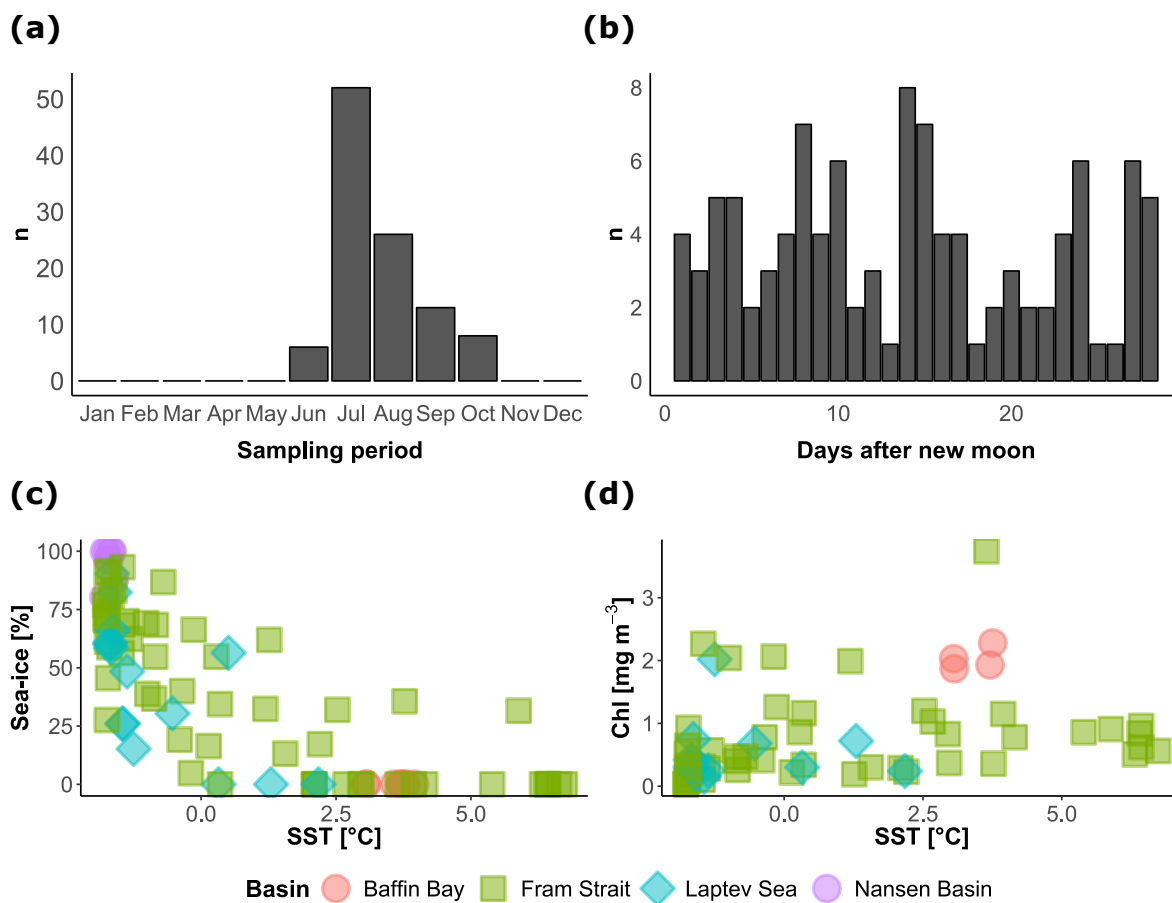 (a)
50
40
30
20
10
0
n
Jan Feb Mar Apr May Jun Jul Aug Sep Oct Nov Dec
Sampling period
(b)
8
6
4
2
0
n
0 10 20
Days after new moon
(c)
100
75
50
25
0
Sea-ice [%]
0.0 2.5 5.0
SST [°C]
(d)
3
2
1
0
Chl [mg m⁻³]
0.0 2.5 5.0
SST [°C]
Basin Baffin Bay Fram Strait Laptev Sea Nansen Basin